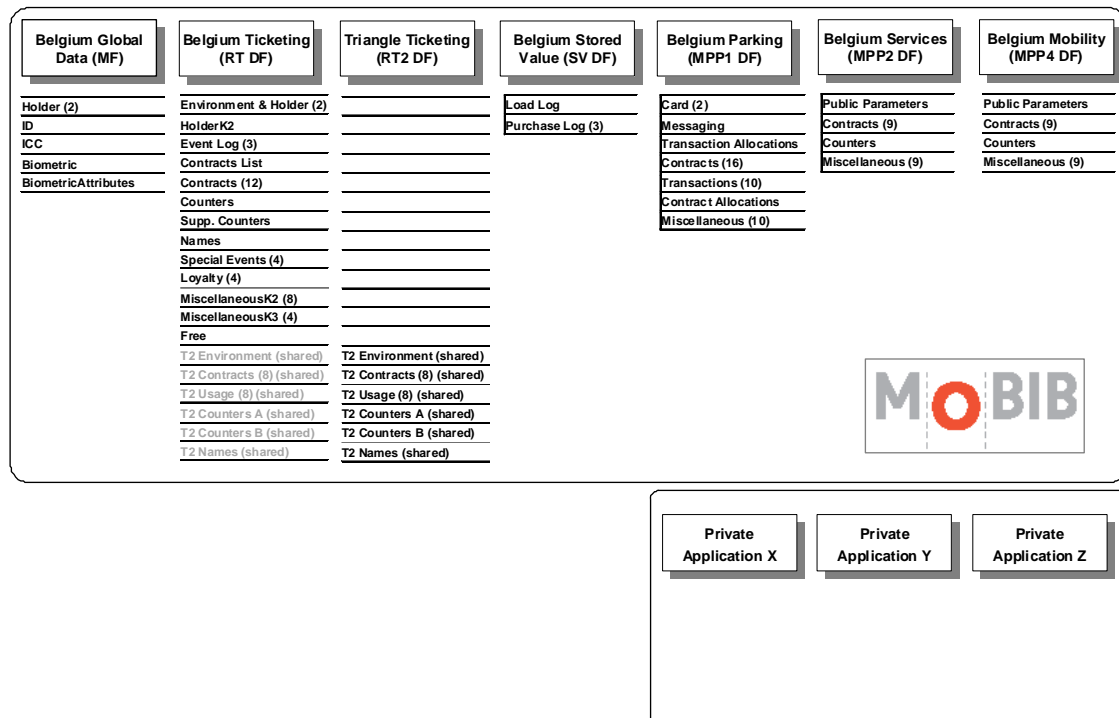 Belgium Global
Data (MF)
Holder (2)
ID
ICC
Biometric
BiometricAttributes
Belgium Ticketing
(RT DF)
Environment & Holder (2)
HolderK2
Event Log (3)
Contracts List
Contracts (12)
Counters
Supp. Counters
Names
Special Events (4)
Loyalty (4)
MiscellaneousK2 (8)
MiscellaneousK3 (4)
Free
T2 Environment (shared)
T2 Contracts (8) (shared)
T2 Usage (8) (shared)
T2 Counters A (shared)
T2 Counters B (shared)
T2 Names (shared)
Triangle Ticketing
(RT2 DF)
T2 Environment (shared)
T2 Contracts (8) (shared)
T2 Usage (8) (shared)
T2 Counters A (shared)
T2 Counters B (shared)
T2 Names (shared)
Belgium Stored
Value (SV DF)
Load Log
Purchase Log (3)
Belgium Parking
(MPP1 DF)
Card (2)
Messaging
Transaction Allocations
Contracts (16)
Transactions (10)
Contract Allocations
Miscellaneous (10)
Belgium Services
(MPP2 DF)
Public Parameters
Contracts (9)
Counters
Miscellaneous (9)
Belgium Mobility
(MPP4 DF)
Public Parameters
Contracts (9)
Counters
Miscellaneous (9)
MOBIB
Private
Application X
Private
Application Y
Private
Application Z